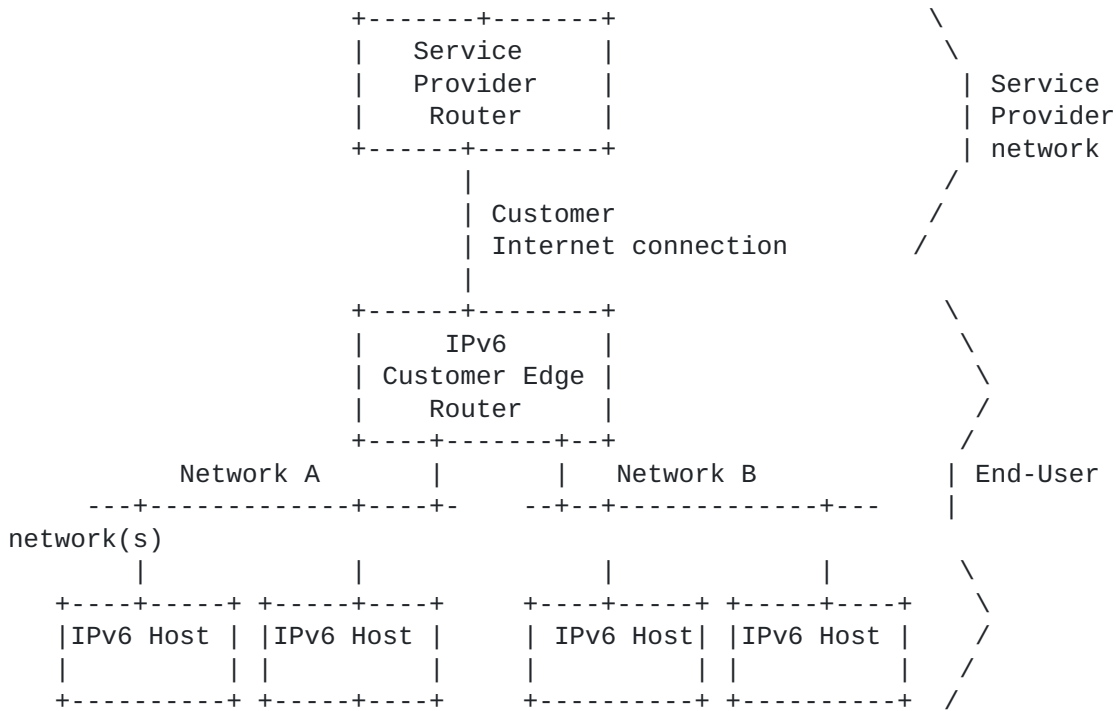 Service
Provider
Router
Service
Provider
network
Customer
Internet connection
IPv6
Customer Edge
Router
Network A
Network B
End-User
network(s)
IPv6 Host
IPv6 Host
IPv6 Host
IPv6 Host